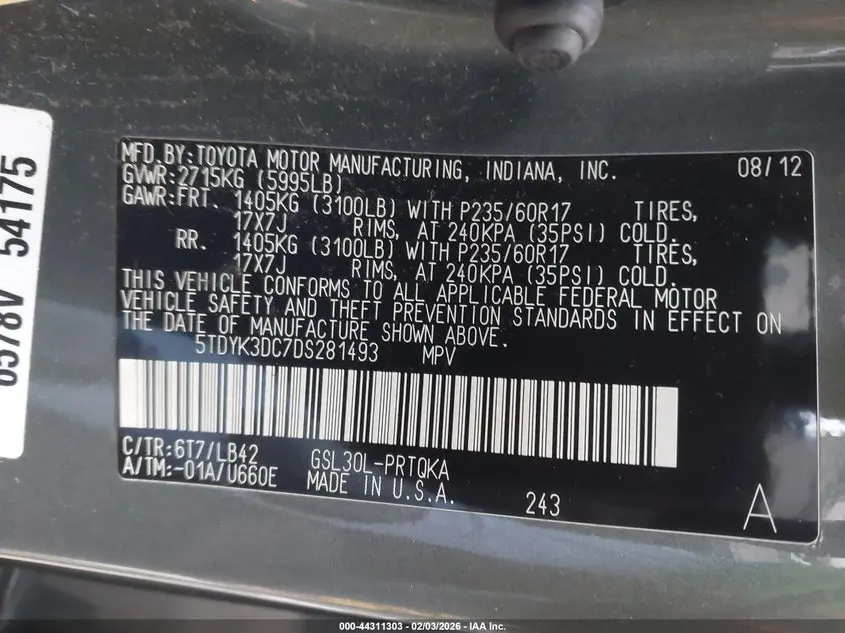 MFD.BY:TOYOTA MOTOR MANUFACTURING, INDIANA, INC. 08/12
GVWR:2715KG (5995LB)
GAWR:FRT. 1405KG (3100LB) WITH P235/60R17 TIRES,
17X7J RIMS, AT 240KPA (35PSI) COLD.
RR. 1405KG (3100LB) WITH P235/60R17 TIRES,
17X7J RIMS, AT 240KPA (35PSI) COLD.
THIS VEHICLE CONFORMS TO ALL APPLICABLE FEDERAL MOTOR
VEHICLE SAFETY AND THEFT PREVENTION STANDARDS IN EFFECT ON
THE DATE OF MANUFACTURE SHOWN ABOVE.
5TDYK3DC7DS281493 MPV
C/TR:6T7/LB42 GSL30L-PRTQKA
A/TM:-01A/U660E MADE IN U.S.A. 243 A
54175
000-44311303 — 02/03/2026 — IAA Inc.